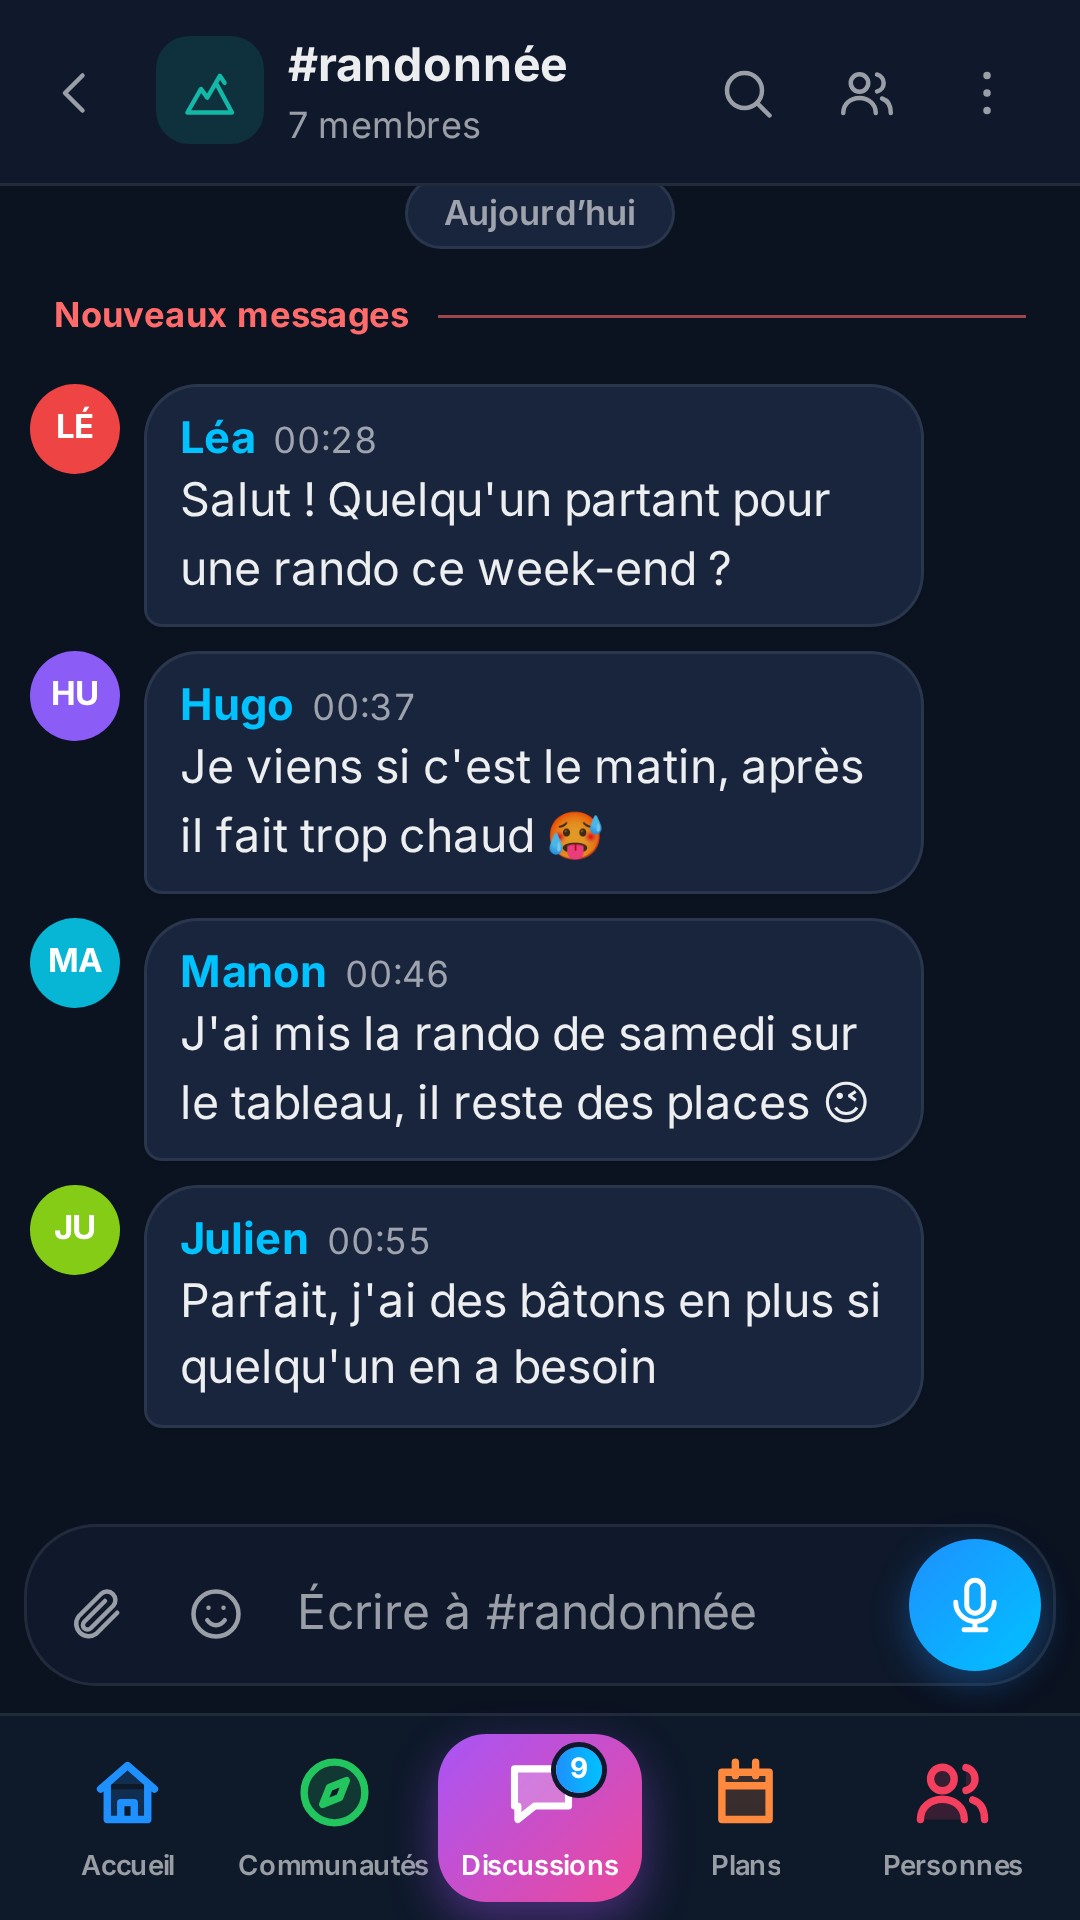 #randonnée
7 membres
Aujourd’hui
Nouveaux messages
LÉ
Léa 00:28
Salut ! Quelqu'un partant pour
une rando ce week-end ?
HU
Hugo 00:37
Je viens si c'est le matin, après
il fait trop chaud 🥵
MA
Manon 00:46
J'ai mis la rando de samedi sur
le tableau, il reste des places 😉
JU
Julien 00:55
Parfait, j'ai des bâtons en plus si
quelqu'un en a besoin
Écrire à #randonnée
9
Accueil Communautés Discussions Plans Personnes